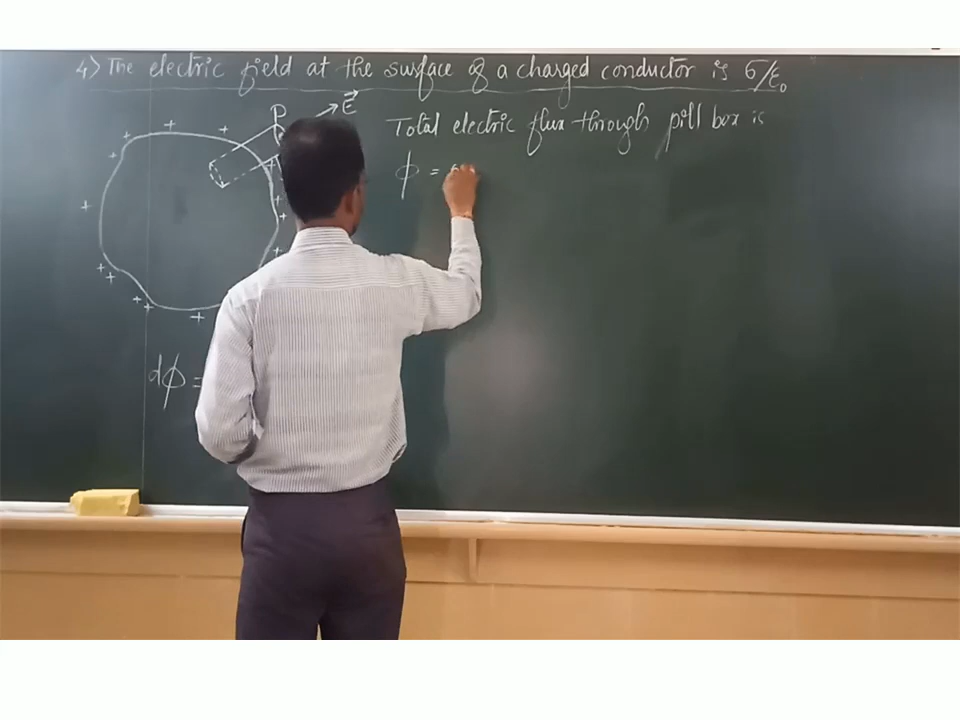 4) The electric field at the surface of a charged conductor is σ/ε₀
P
E⃗
Total electric flux through pill box is
ϕ =
dϕ =